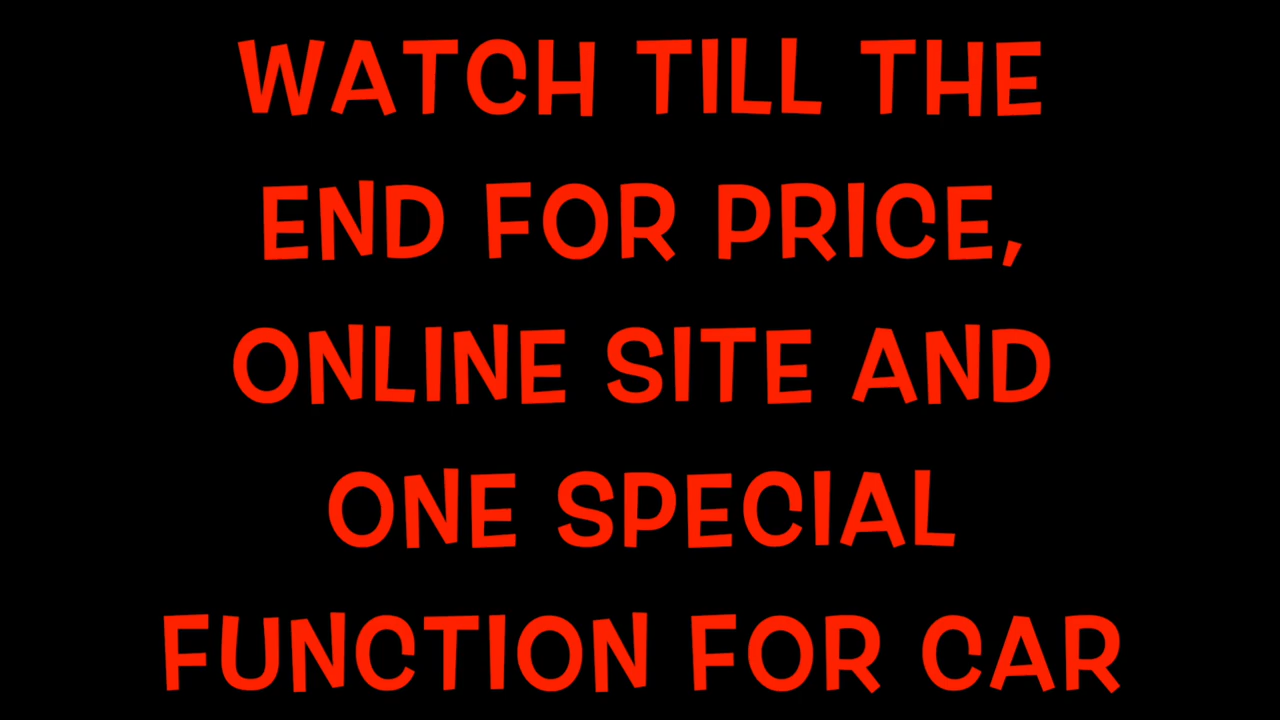 WATCH TILL THE
END FOR PRICE,
ONLINE SITE AND
ONE SPECIAL
FUNCTION FOR CAR